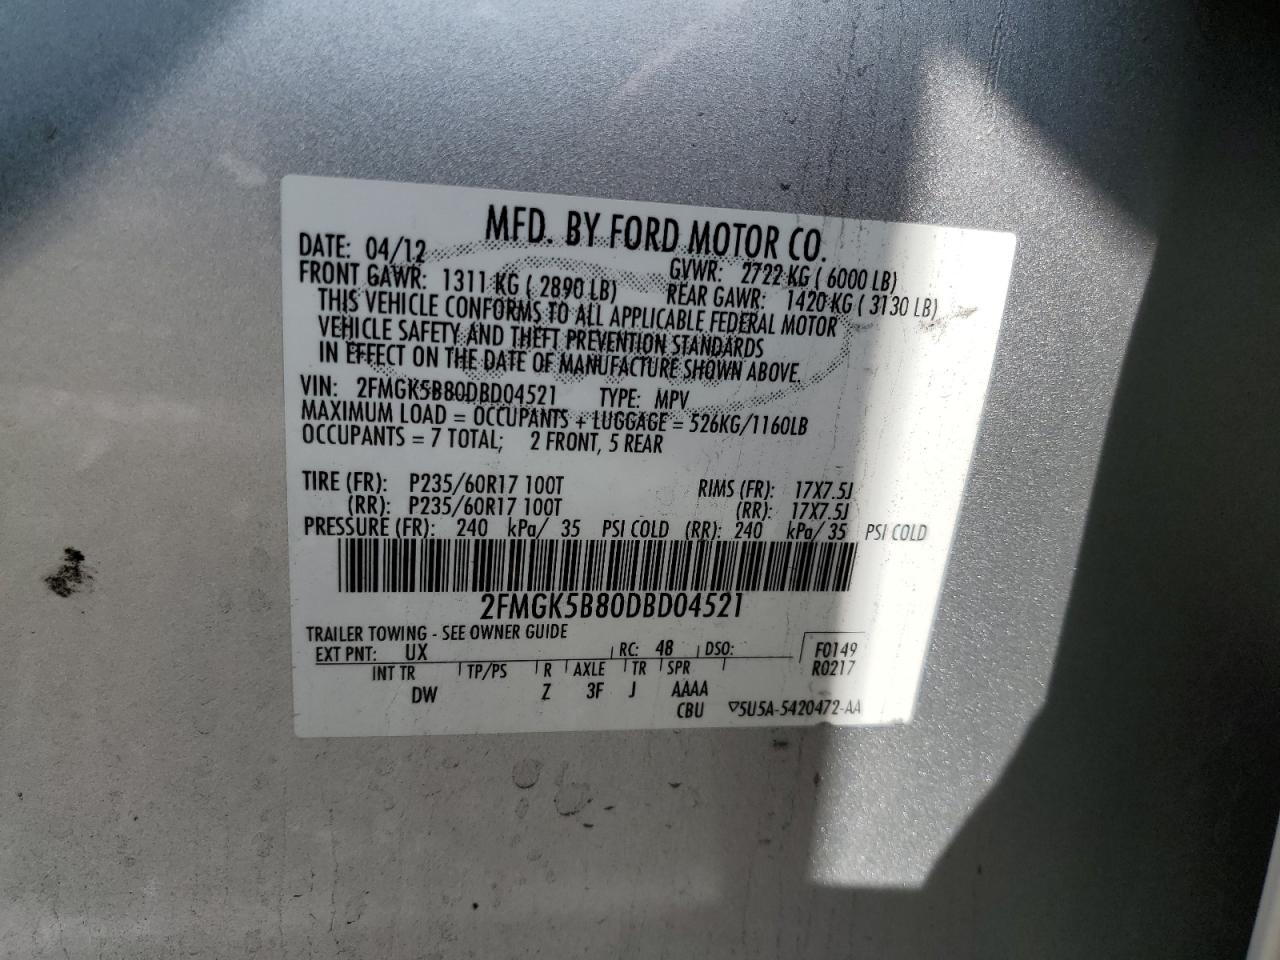 MFD. BY FORD MOTOR CO.
DATE: 04/12 GVWR: 2722 KG ( 6000 LB)
FRONT GAWR: 1311 KG ( 2890 LB) REAR GAWR: 1420 KG ( 3130 LB)
THIS VEHICLE CONFORMS TO ALL APPLICABLE FEDERAL MOTOR
VEHICLE SAFETY AND THEFT PREVENTION STANDARDS
IN EFFECT ON THE DATE OF MANUFACTURE SHOWN ABOVE.
VIN: 2FMGK5B80DBD04521 TYPE: MPV
MAXIMUM LOAD = OCCUPANTS + LUGGAGE = 526KG/1160LB
OCCUPANTS = 7 TOTAL; 2 FRONT, 5 REAR
TIRE (FR): P235/60R17 100T RIMS (FR): 17X7.5J
(RR): P235/60R17 100T (RR): 17X7.5J
PRESSURE (FR): 240 kPa/ 35 PSI COLD (RR): 240 kPa/ 35 PSI COLD
2FMGK5B80DBD04521
TRAILER TOWING - SEE OWNER GUIDE
EXT PNT: UX RC: 48 DSO: F0149
INT TR TP/PS R AXLE TR SPR R0217
DW Z 3F J AAAA
CBU ▽5U5A-5420472-AA